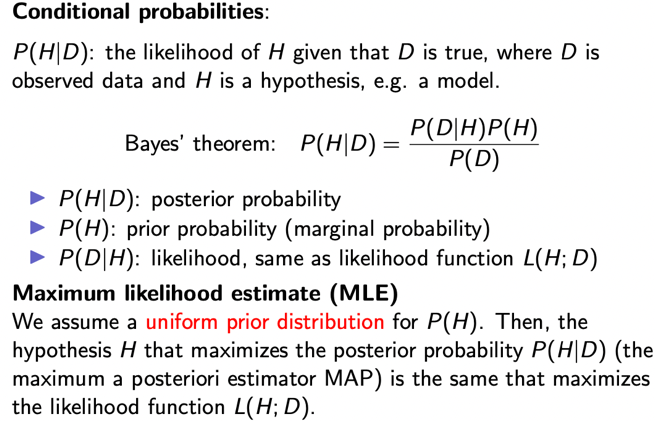 Conditional probabilities:
P(H|D): the likelihood of H given that D is true, where D is
observed data and H is a hypothesis, e.g. a model.
Bayes' theorem: P(H|D) = P(D|H)P(H) / P(D)
▶ P(H|D): posterior probability
▶ P(H): prior probability (marginal probability)
▶ P(D|H): likelihood, same as likelihood function L(H; D)
Maximum likelihood estimate (MLE)
We assume a uniform prior distribution for P(H). Then, the
hypothesis H that maximizes the posterior probability P(H|D) (the
maximum a posteriori estimator MAP) is the same that maximizes
the likelihood function L(H; D).